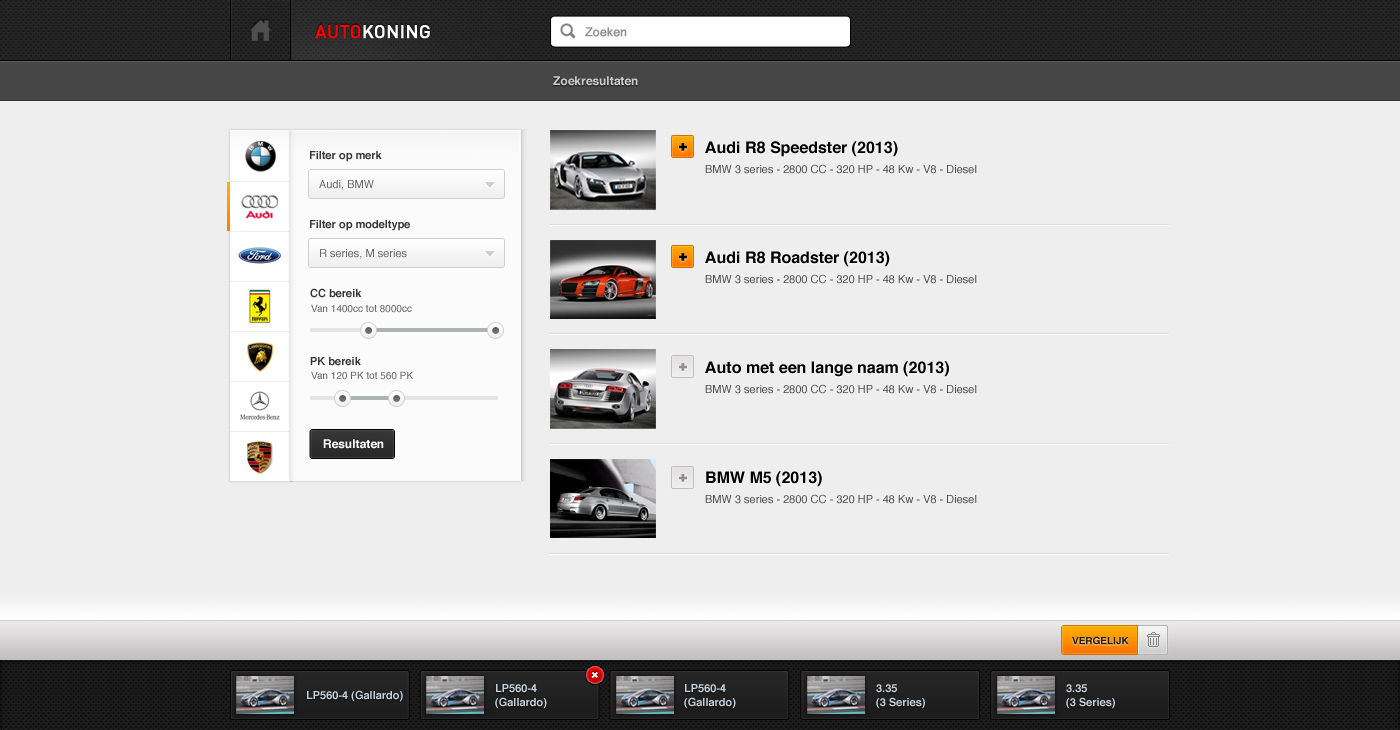 AUTOKONING
Zoeken
Zoekresultaten
BMW
Audi
Ford
Ferrari
LAMBORGHINI
Mercedes-Benz
Filter op merk
Audi, BMW
Filter op modeltype
R series, M series
CC bereik
Van 1400cc tot 8000cc
PK bereik
Van 120 PK tot 560 PK
Resultaten
Audi R8 Speedster (2013)
BMW 3 series - 2800 CC - 320 HP - 48 Kw - V8 - Diesel
Audi R8 Roadster (2013)
BMW 3 series - 2800 CC - 320 HP - 48 Kw - V8 - Diesel
Auto met een lange naam (2013)
BMW 3 series - 2800 CC - 320 HP - 48 Kw - V8 - Diesel
BMW M5 (2013)
BMW 3 series - 2800 CC - 320 HP - 48 Kw - V8 - Diesel
VERGELIJK
LP560-4 (Gallardo)
LP560-4
(Gallardo)
LP560-4
(Gallardo)
3.35
(3 Series)
3.35
(3 Series)